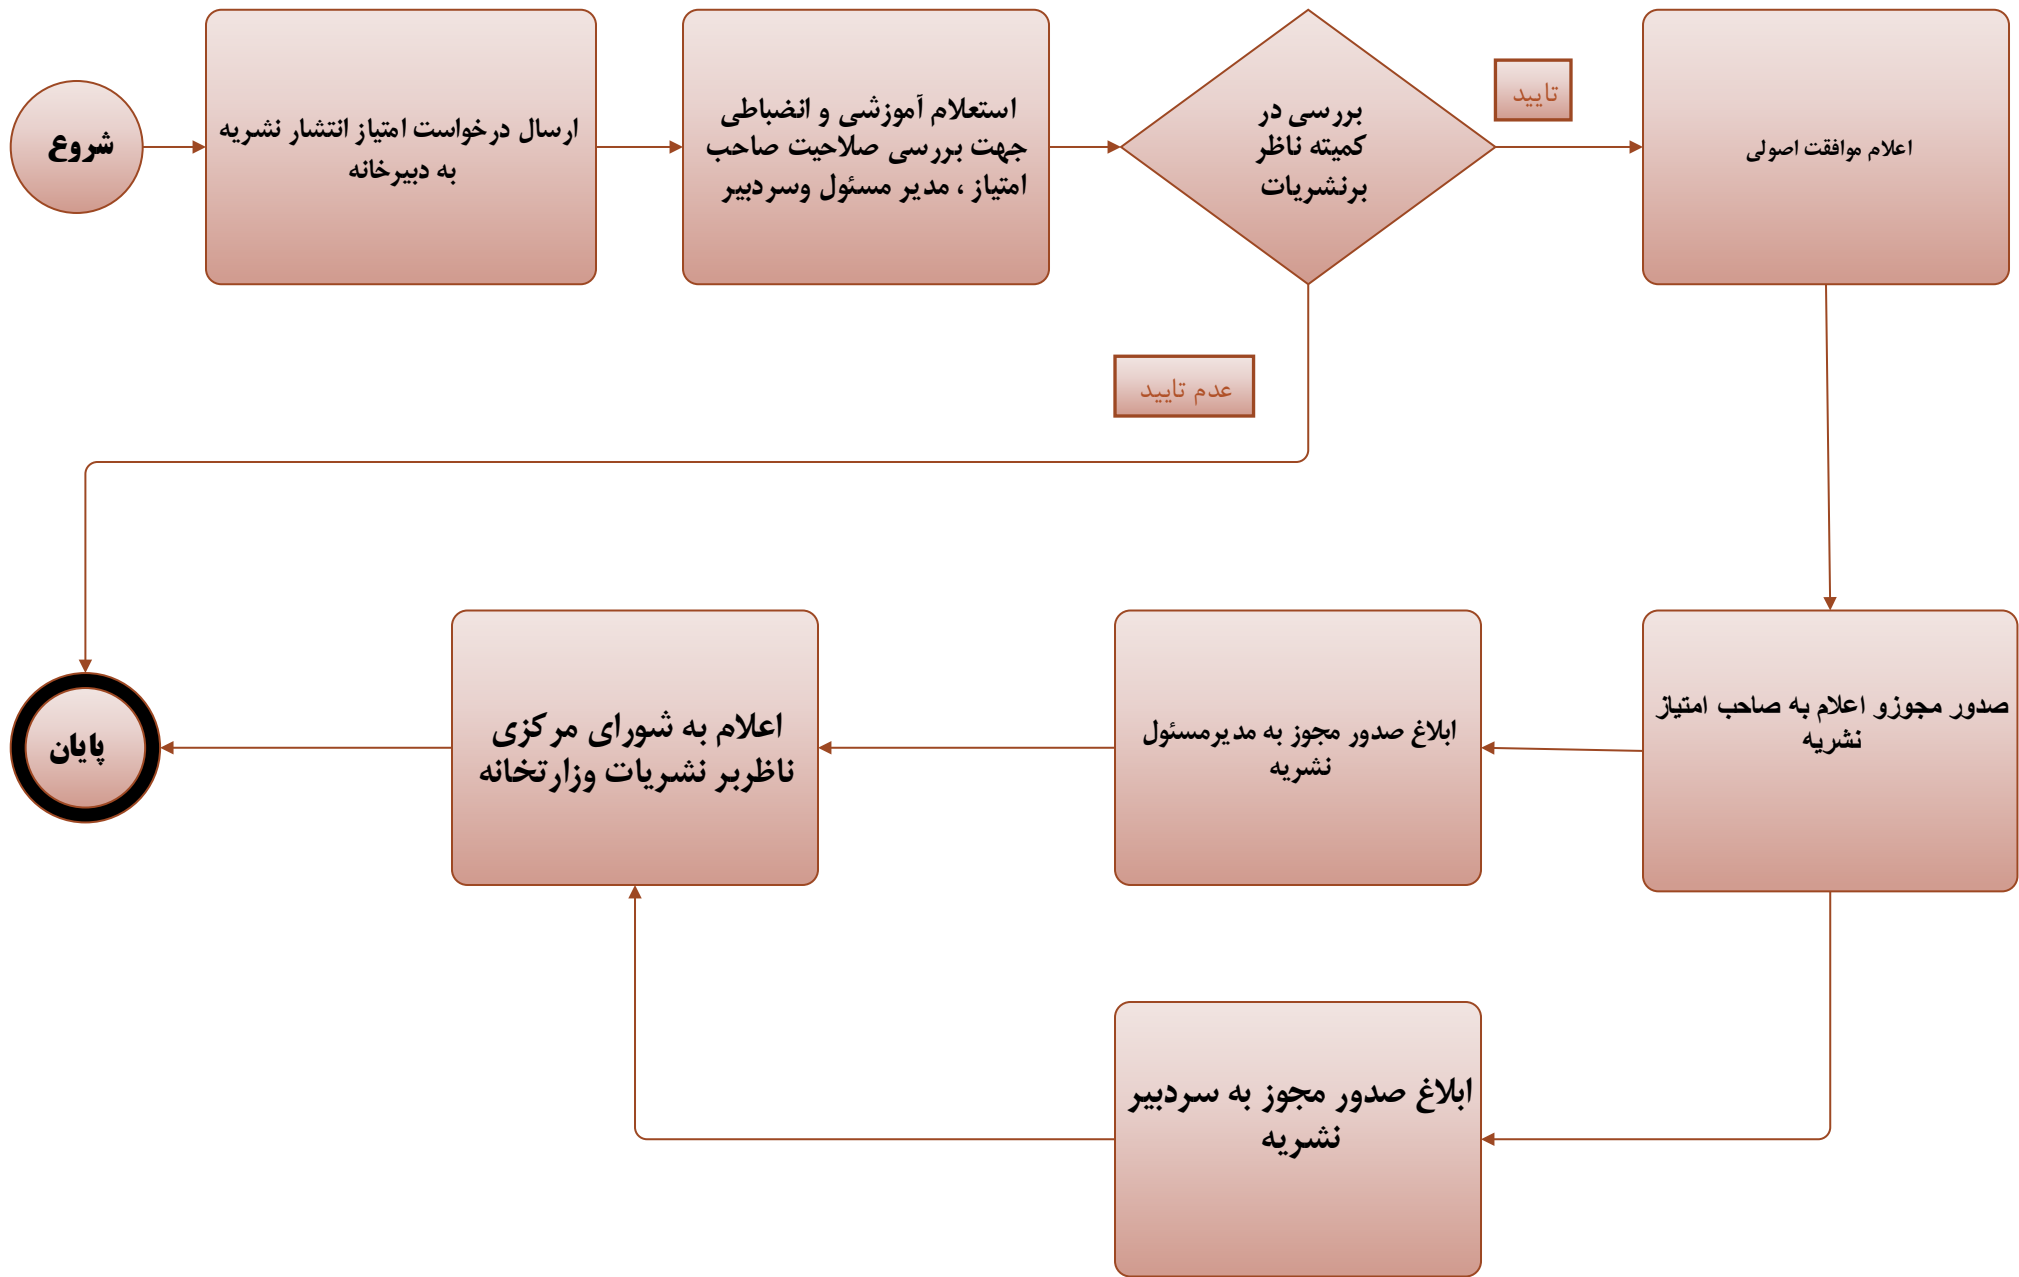 شروع
ارسال درخواست امتیاز انتشار نشریه
به دبیرخانه
استعلام آموزشی و انضباطی
جهت بررسی صلاحیت صاحب
امتیاز ، مدیر مسئول وسردبیر
بررسی در
کمیته ناظر
برنشریات
تایید
اعلام موافقت اصولی
عدم تایید
صدور مجوزو اعلام به صاحب امتیاز
نشریه
ابلاغ صدور مجوز به مدیرمسئول
نشریه
اعلام به شورای مرکزی
ناظربر نشریات وزارتخانه
پایان
ابلاغ صدور مجوز به سردبیر
نشریه